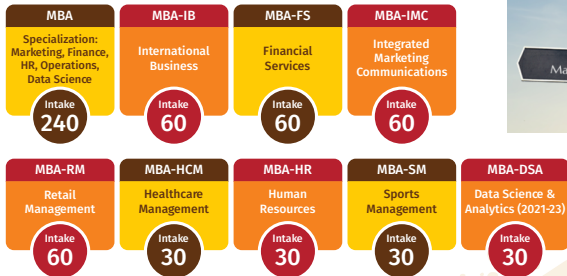 MBA
Specialization:
Marketing, Finance,
HR, Operations,
Data Science
Intake
240
MBA-IB
International
Business
Intake
60
MBA-FS
Financial
Services
Intake
60
MBA-IMC
Integrated
Marketing
Communications
Intake
60
Ma
MBA-RM
Retail
Management
Intake
60
MBA-HCM
Healthcare
Management
Intake
30
MBA-HR
Human
Resources
Intake
30
MBA-SM
Sports
Management
Intake
30
MBA-DSA
Data Science &
Analytics (2021-23)
Intake
30